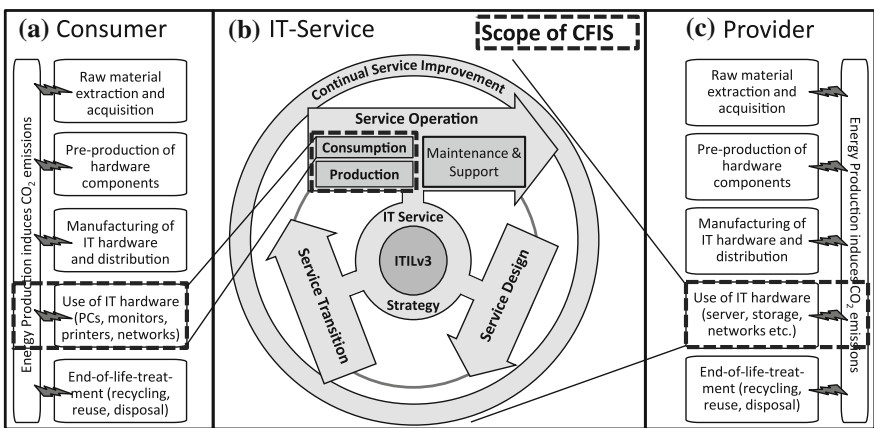 (a) Consumer
Energy Production induces CO2 emissions
Raw material
extraction and
acquisition
Pre-production of
hardware
components
Manufacturing of
IT hardware
and distribution
Use of IT hardware
(PCs, monitors,
printers, networks)
End-of-life-treat-
ment (recycling,
reuse, disposal)
(b) IT-Service
Scope of CFIS
Continual Service Improvement
Service Operation
Consumption
Production
Maintenance &
Support
IT Service
ITILv3
Strategy
Service Transition
Service Design
(c) Provider
Raw material
extraction and
acquisition
Pre-production of
hardware
components
Manufacturing of
IT hardware and
distribution
Use of IT hardware
(server, storage,
networks etc.)
End-of-life-treat-
ment (recycling,
reuse, disposal)
Energy Production induces CO2 emissions